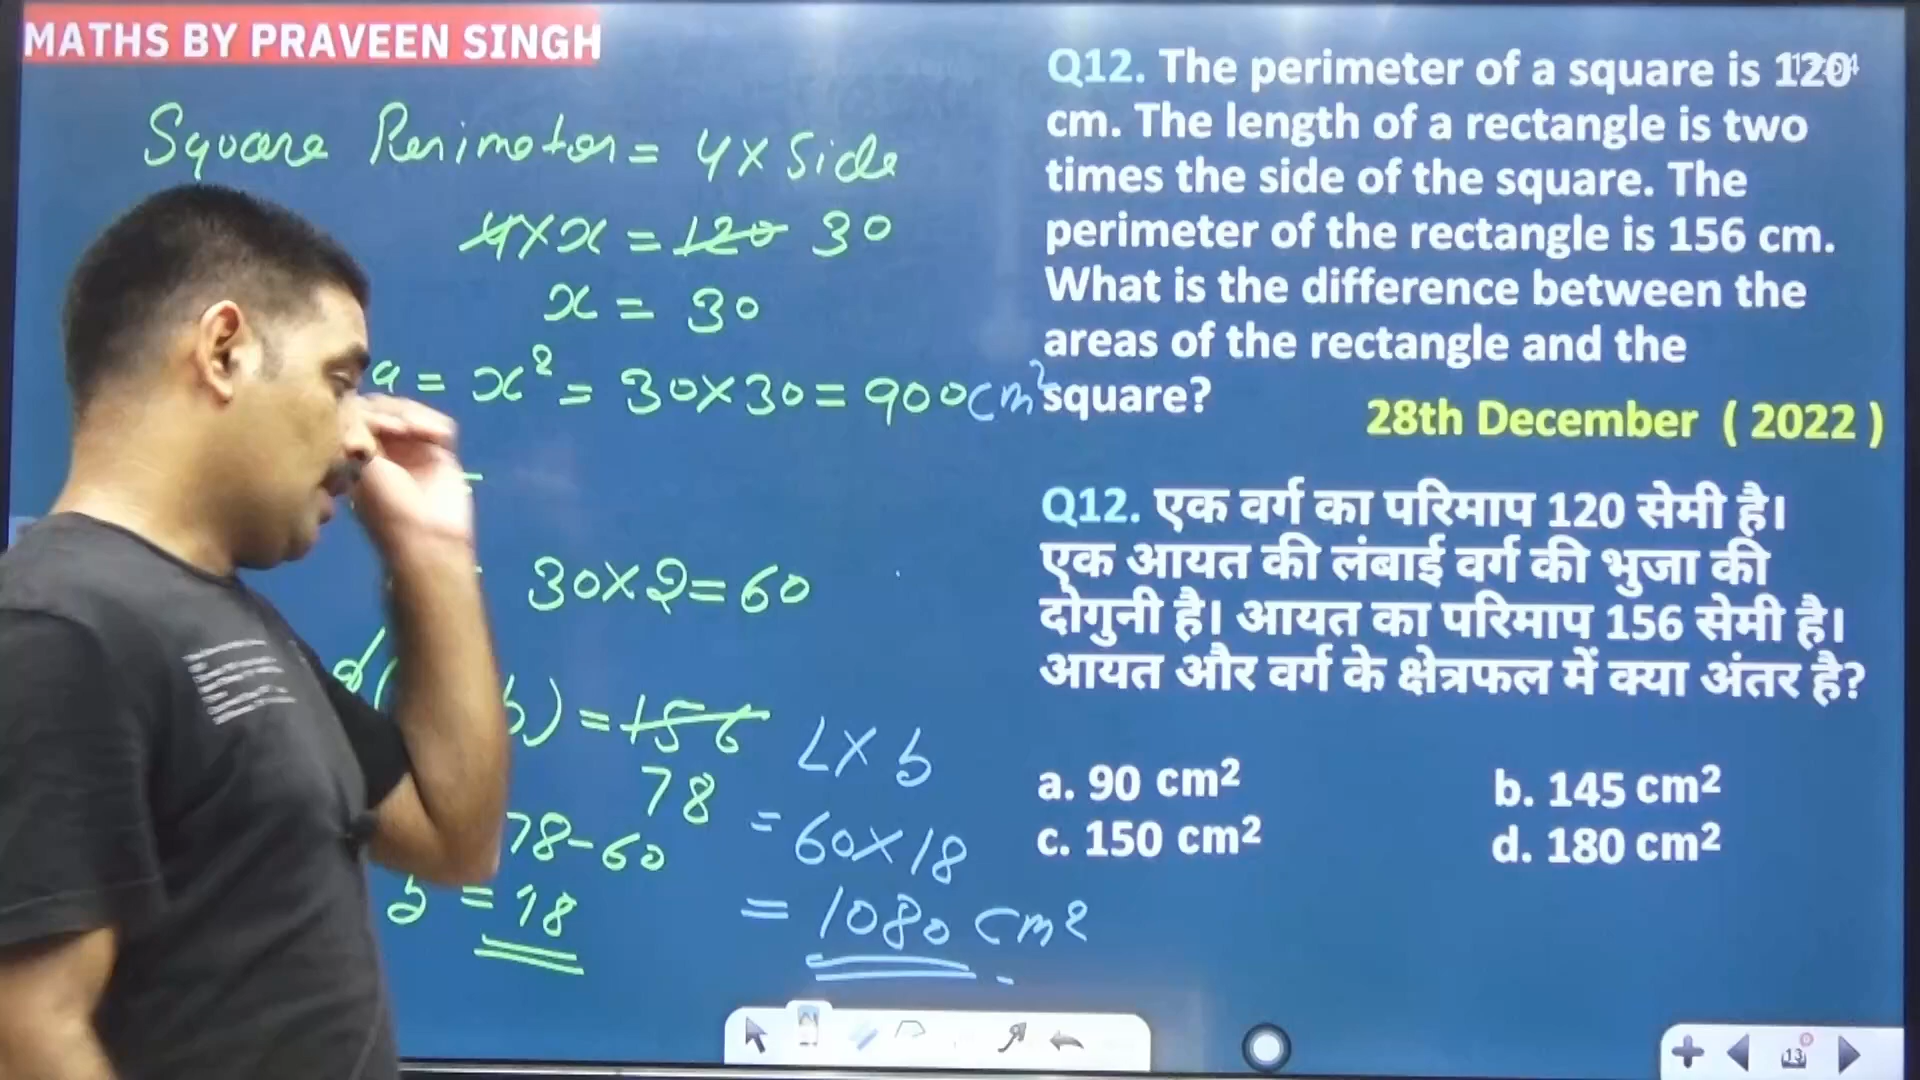 MATHS BY PRAVEEN SINGH
Square Perimeter = 4 × Side
4 × x = 120 30
x = 30
a = x² = 30 × 30 = 900 cm²
30 × 2 = 60
b) = 156
78
78 - 60
b = 18
L × b
= 60 × 18
= 1080 cm²
Q12. The perimeter of a square is 120
cm. The length of a rectangle is two
times the side of the square. The
perimeter of the rectangle is 156 cm.
What is the difference between the
areas of the rectangle and the
square?
28th December ( 2022 )
Q12. एक वर्ग का परिमाप 120 सेमी है।
एक आयत की लंबाई वर्ग की भुजा की
दोगुनी है। आयत का परिमाप 156 सेमी है।
आयत और वर्ग के क्षेत्रफल में क्या अंतर है?
a. 90 cm² b. 145 cm²
c. 150 cm² d. 180 cm²
13